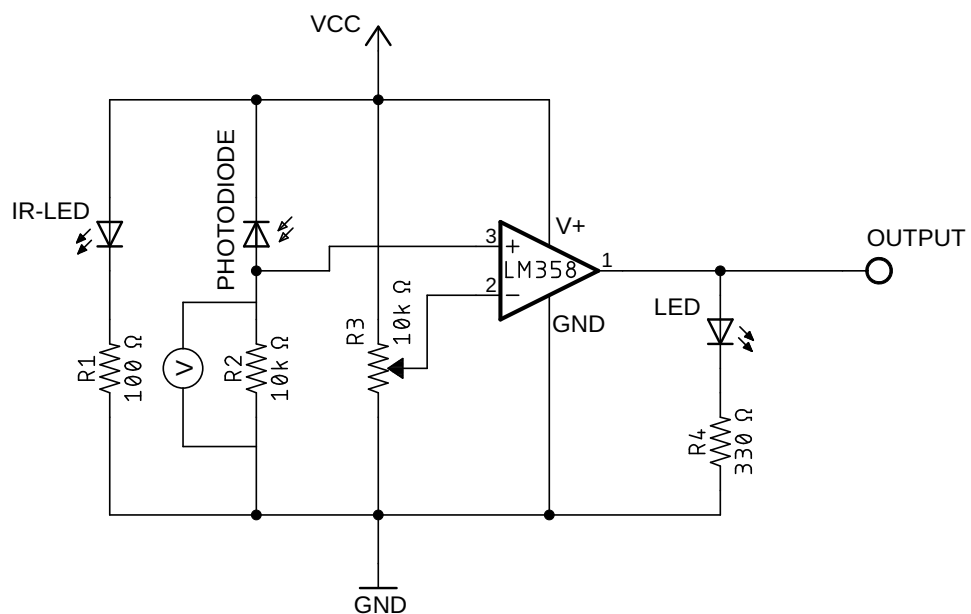 VCC
PHOTODIODE
IR-LED
V+
OUTPUT
3
+
LM358
1
2
−
GND
LED
R1
100 Ω
V
R2
10k Ω
R3
10k Ω
R4
330 Ω
GND